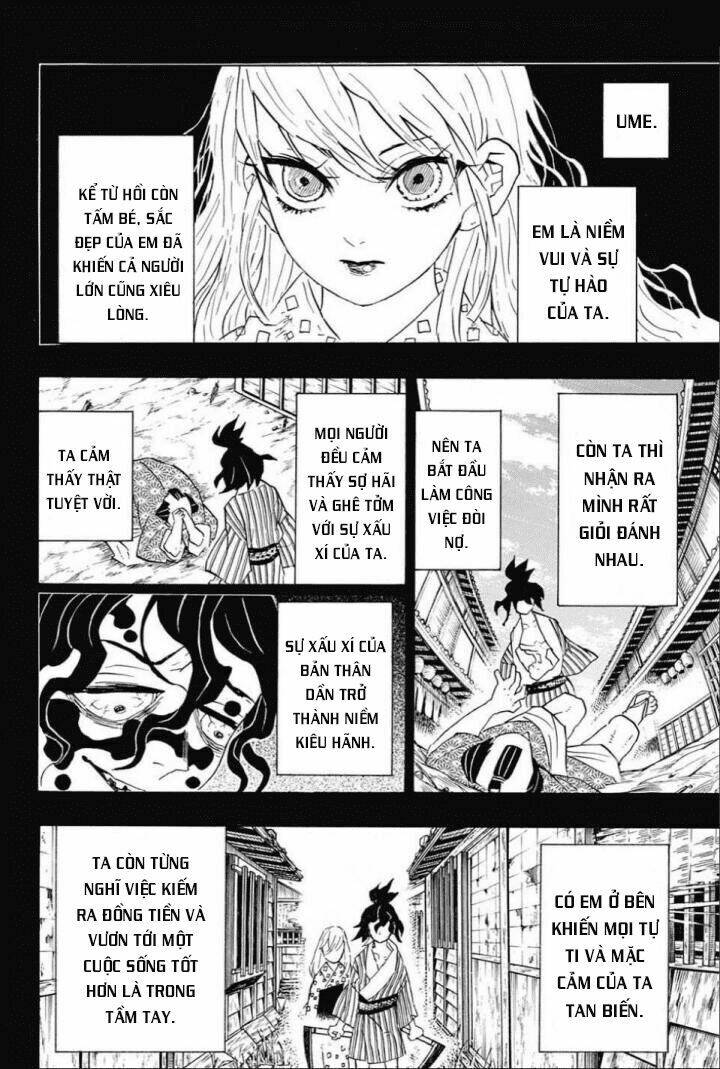 UME.
EM LÀ NIỀM
VUI VÀ SỰ
TỰ HÀO
CỦA TA.
KỂ TỪ HỒI CÒN
TẤM BÉ, SẮC
ĐẸP CỦA EM ĐÃ
KHIẾN CẢ NGƯỜI
LỚN CŨNG XIÊU
LÒNG.
CÒN TA THÌ
NHẬN RA
MÌNH RẤT
GIỎI ĐÁNH
NHAU.
NÊN TA
BẮT ĐẦU
LÀM CÔNG
VIỆC ĐÒI
NỢ.
MỌI NGƯỜI
ĐỀU CẢM
THẤY SỢ HÃI
VÀ GHÊ TỞM
VỚI SỰ XẤU
XÍ CỦA TA.
TA CẢM
THẤY THẬT
TUYỆT VỜI.
SỰ XẤU XÍ CỦA
BẢN THÂN
DẦN TRỞ
THÀNH NIỀM
KIÊU HÃNH.
CÓ EM Ở BÊN
KHIẾN MỌI TỰ
TI VÀ MẶC
CẢM CỦA TA
TAN BIẾN.
TA CÒN TỪNG
NGHĨ VIỆC KIẾM
RA ĐỒNG TIỀN VÀ
VƯƠN TỚI MỘT
CUỘC SỐNG TỐT
HƠN LÀ TRONG
TẦM TAY.